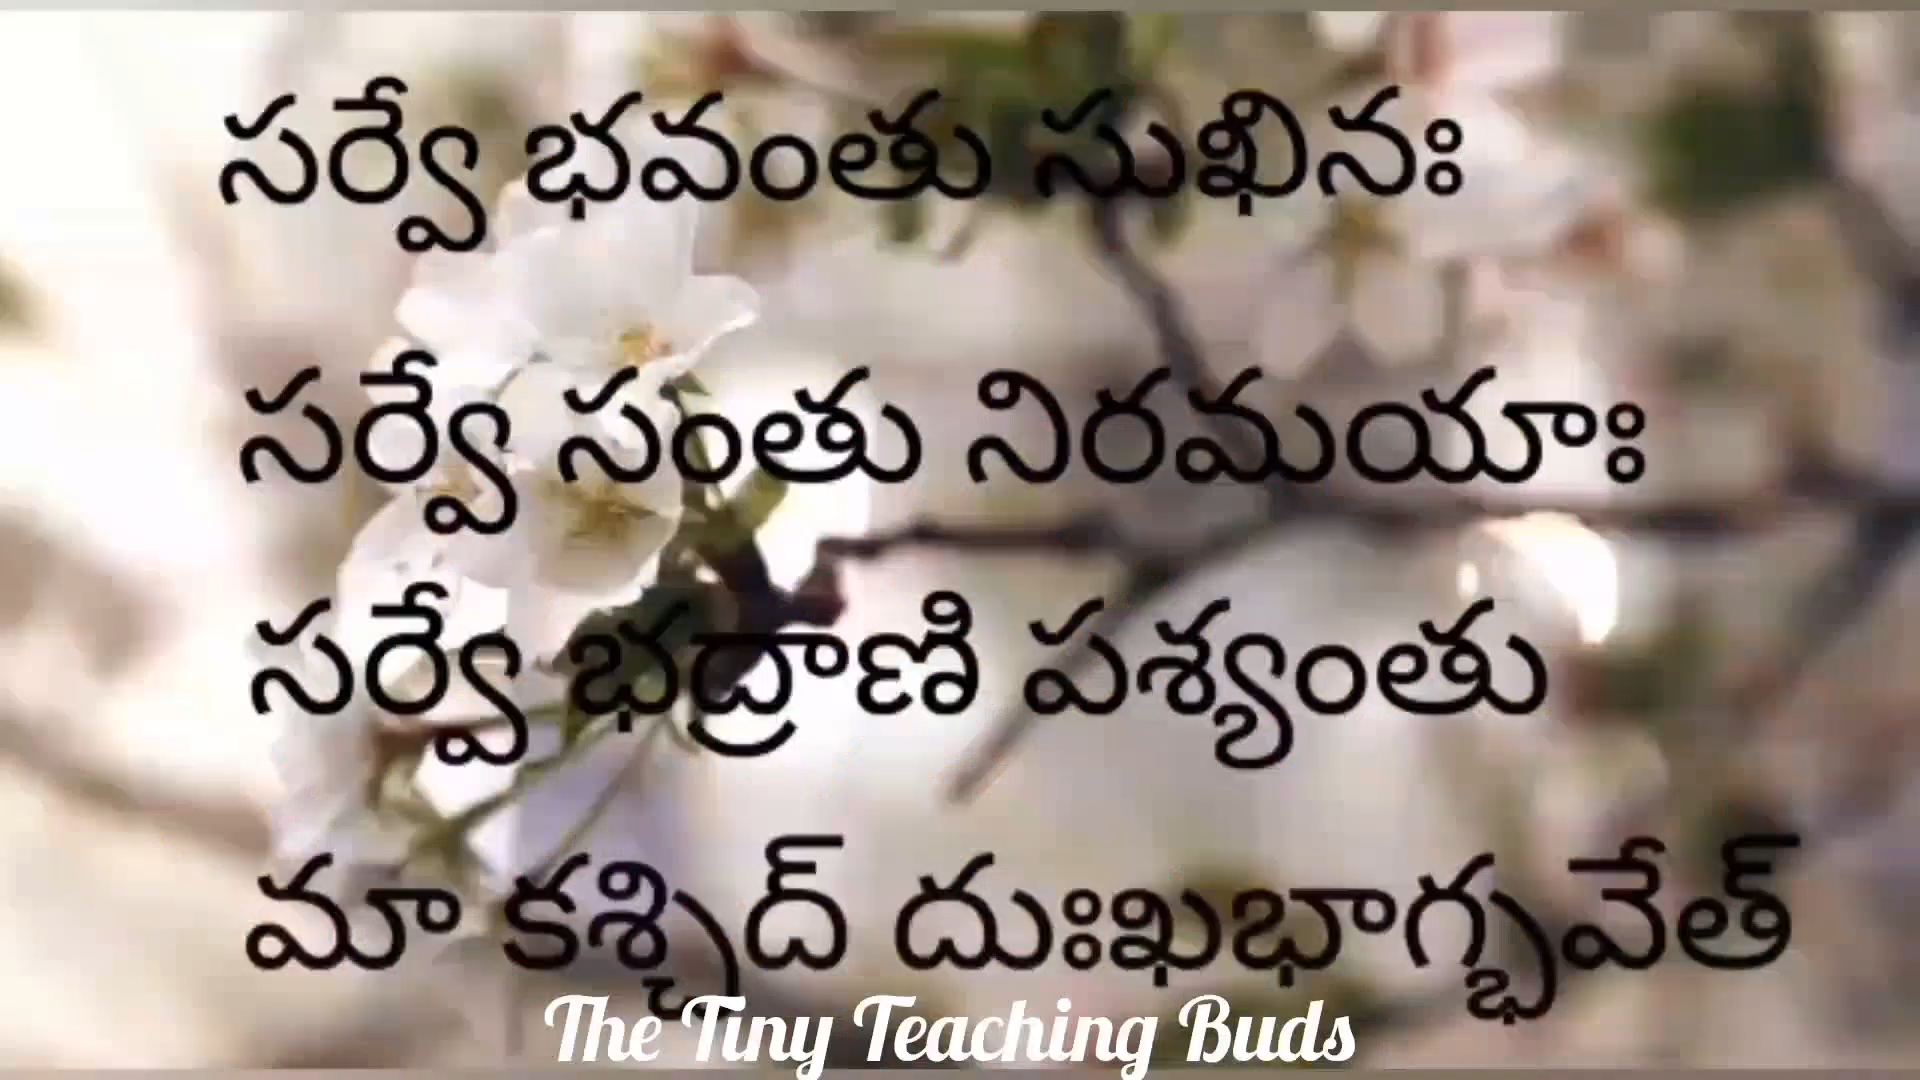 సర్వే భవంతు సుఖినః
సర్వే సంతు నిరమయాః
సర్వే భద్రాణి పశ్యంతు
మా కశ్చిద్ దుఃఖభాగ్భవేత్
The Tiny Teaching Buds